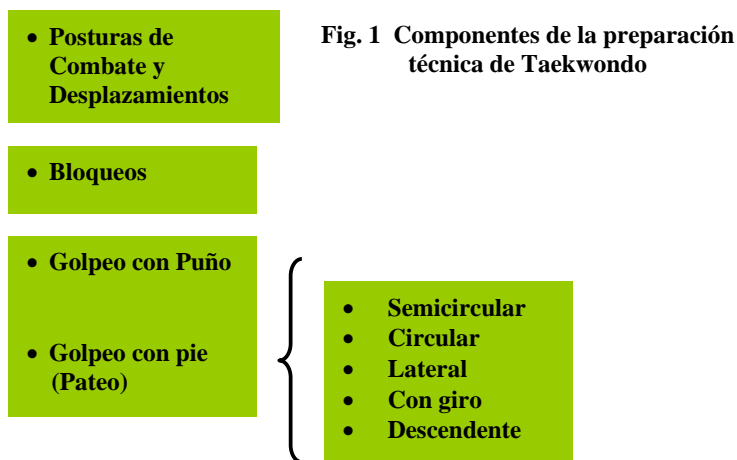 Fig. 1 Componentes de la preparación
técnica de Taekwondo
• Posturas de
Combate y
Desplazamientos
• Bloqueos
• Golpeo con Puño
• Golpeo con pie
(Pateo)
• Semicircular
• Circular
• Lateral
• Con giro
• Descendente